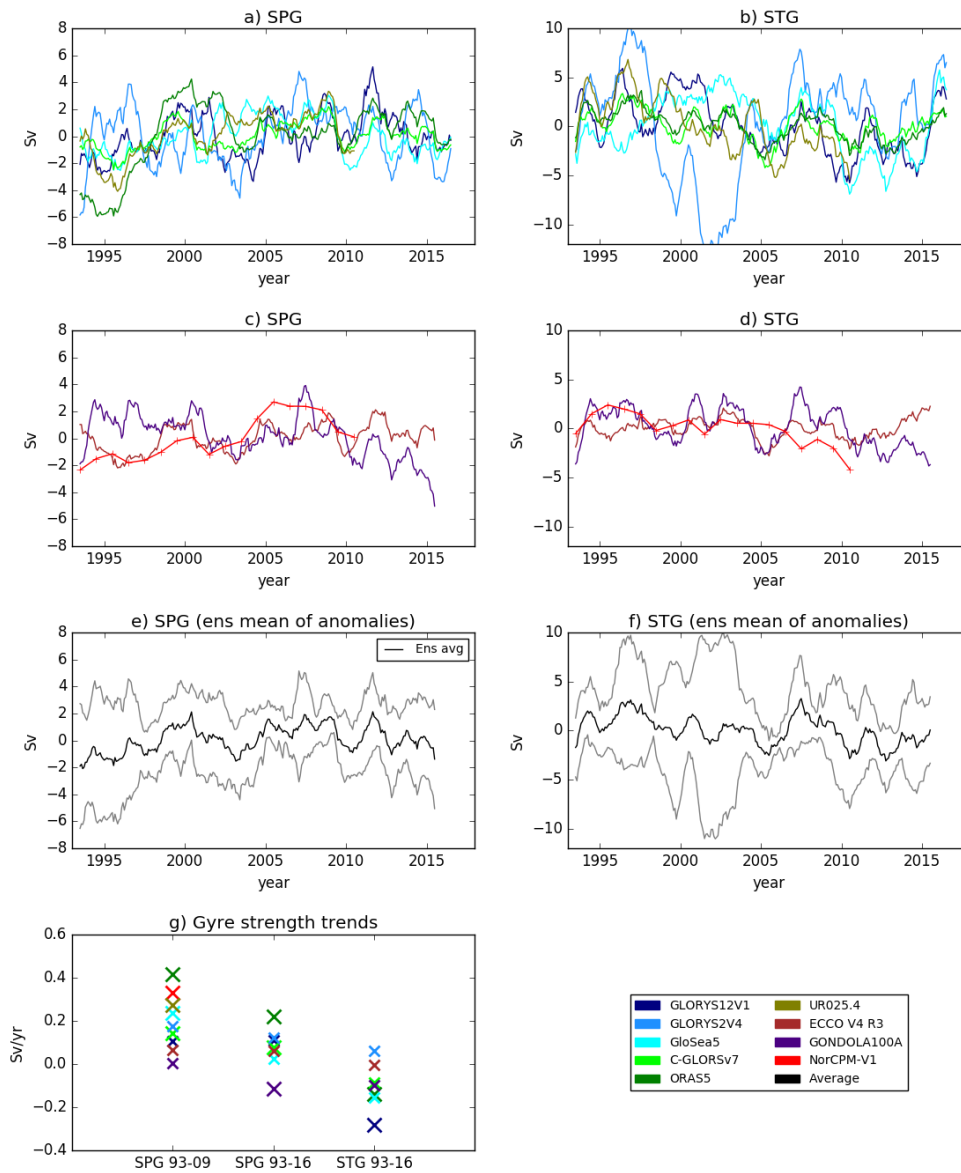 a) SPG
8
6
4
2
0
−2
−4
−6
−8
Sv
1995 2000 2005 2010 2015
year
b) STG
10
5
0
−5
−10
Sv
1995 2000 2005 2010 2015
year
c) SPG
8
6
4
2
0
−2
−4
−6
−8
Sv
1995 2000 2005 2010 2015
year
d) STG
10
5
0
−5
−10
Sv
1995 2000 2005 2010 2015
year
e) SPG (ens mean of anomalies)
Ens avg
8
6
4
2
0
−2
−4
−6
−8
Sv
1995 2000 2005 2010 2015
year
f) STG (ens mean of anomalies)
10
5
0
−5
−10
Sv
1995 2000 2005 2010 2015
year
g) Gyre strength trends
0.6
0.4
0.2
0.0
−0.2
−0.4
Sv/yr
SPG 93-09 SPG 93-16 STG 93-16
GLORYS12V1
GLORYS2V4
GloSea5
C-GLORSv7
ORAS5
UR025.4
ECCO V4 R3
GONDOLA100A
NorCPM-V1
Average